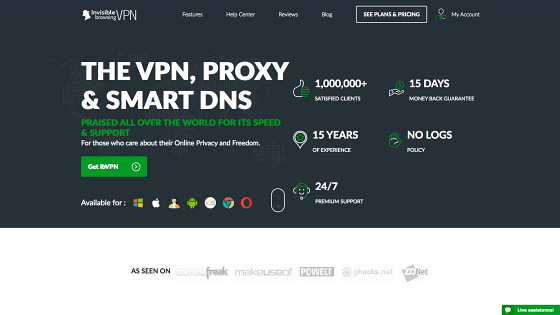 Invisible
browsing VPN
Features
Help Center
Reviews
Blog
SEE PLANS & PRICING
My Account
THE VPN, PROXY
& SMART DNS
PRAISED ALL OVER THE WORLD FOR ITS SPEED
& SUPPORT
For those who care about their Online Privacy and Freedom.
Get ibVPN
Available for :
1,000,000+
SATISFIED CLIENTS
15 DAYS
MONEY BACK GUARANTEE
15 YEARS
OF EXPERIENCE
NO LOGS
POLICY
24/7
PREMIUM SUPPORT
AS SEEN ON
torrentfreak
makeuseof
PCWELT
ghacks.net
ZDNet
Live assistance!